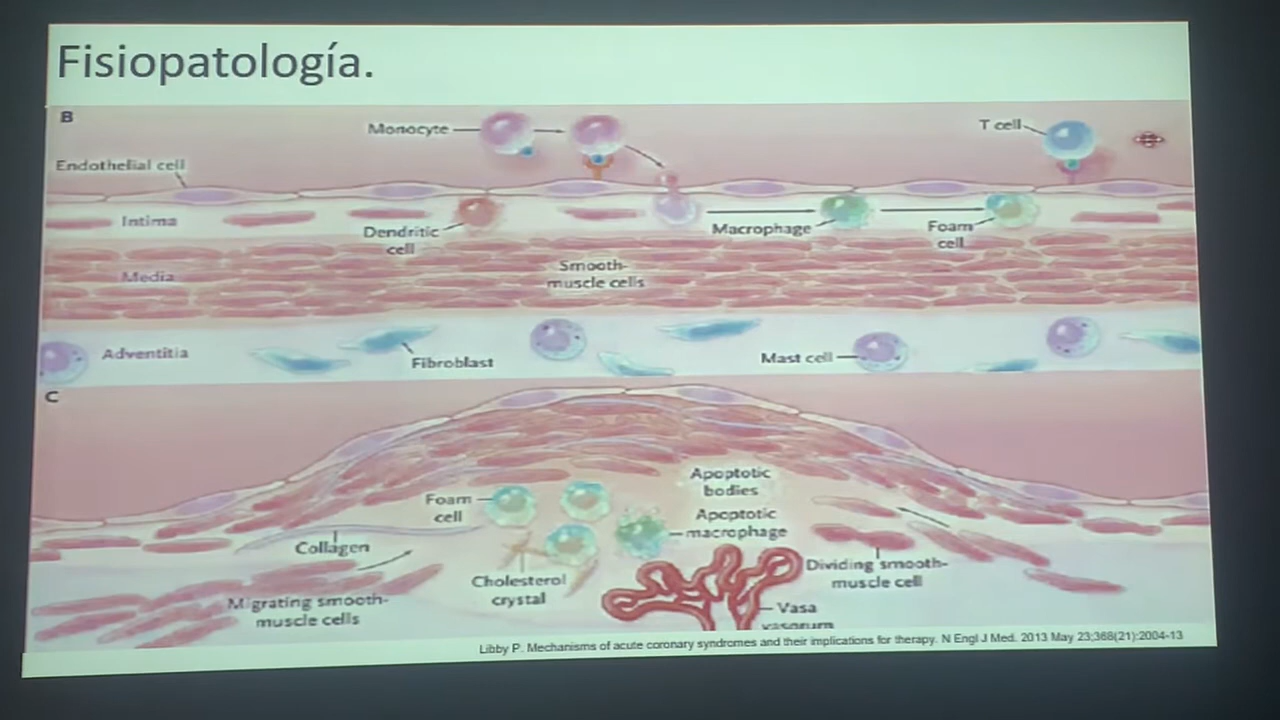 Fisiopatología.
B
Monocyte
T cell
Endothelial cell
Intima
Dendritic
cell
Macrophage
Foam
cell
Media
Smooth-
muscle cells
Adventitia
Fibroblast
Mast cell
C
Foam
cell
Apoptotic
bodies
Apoptotic
macrophage
Collagen
Cholesterol
crystal
Dividing smooth-
muscle cell
Migrating smooth-
muscle cells
Vasa
vasorum
Libby P. Mechanisms of acute coronary syndromes and their implications for therapy. N Engl J Med. 2013 May 23;368(21):2004-13